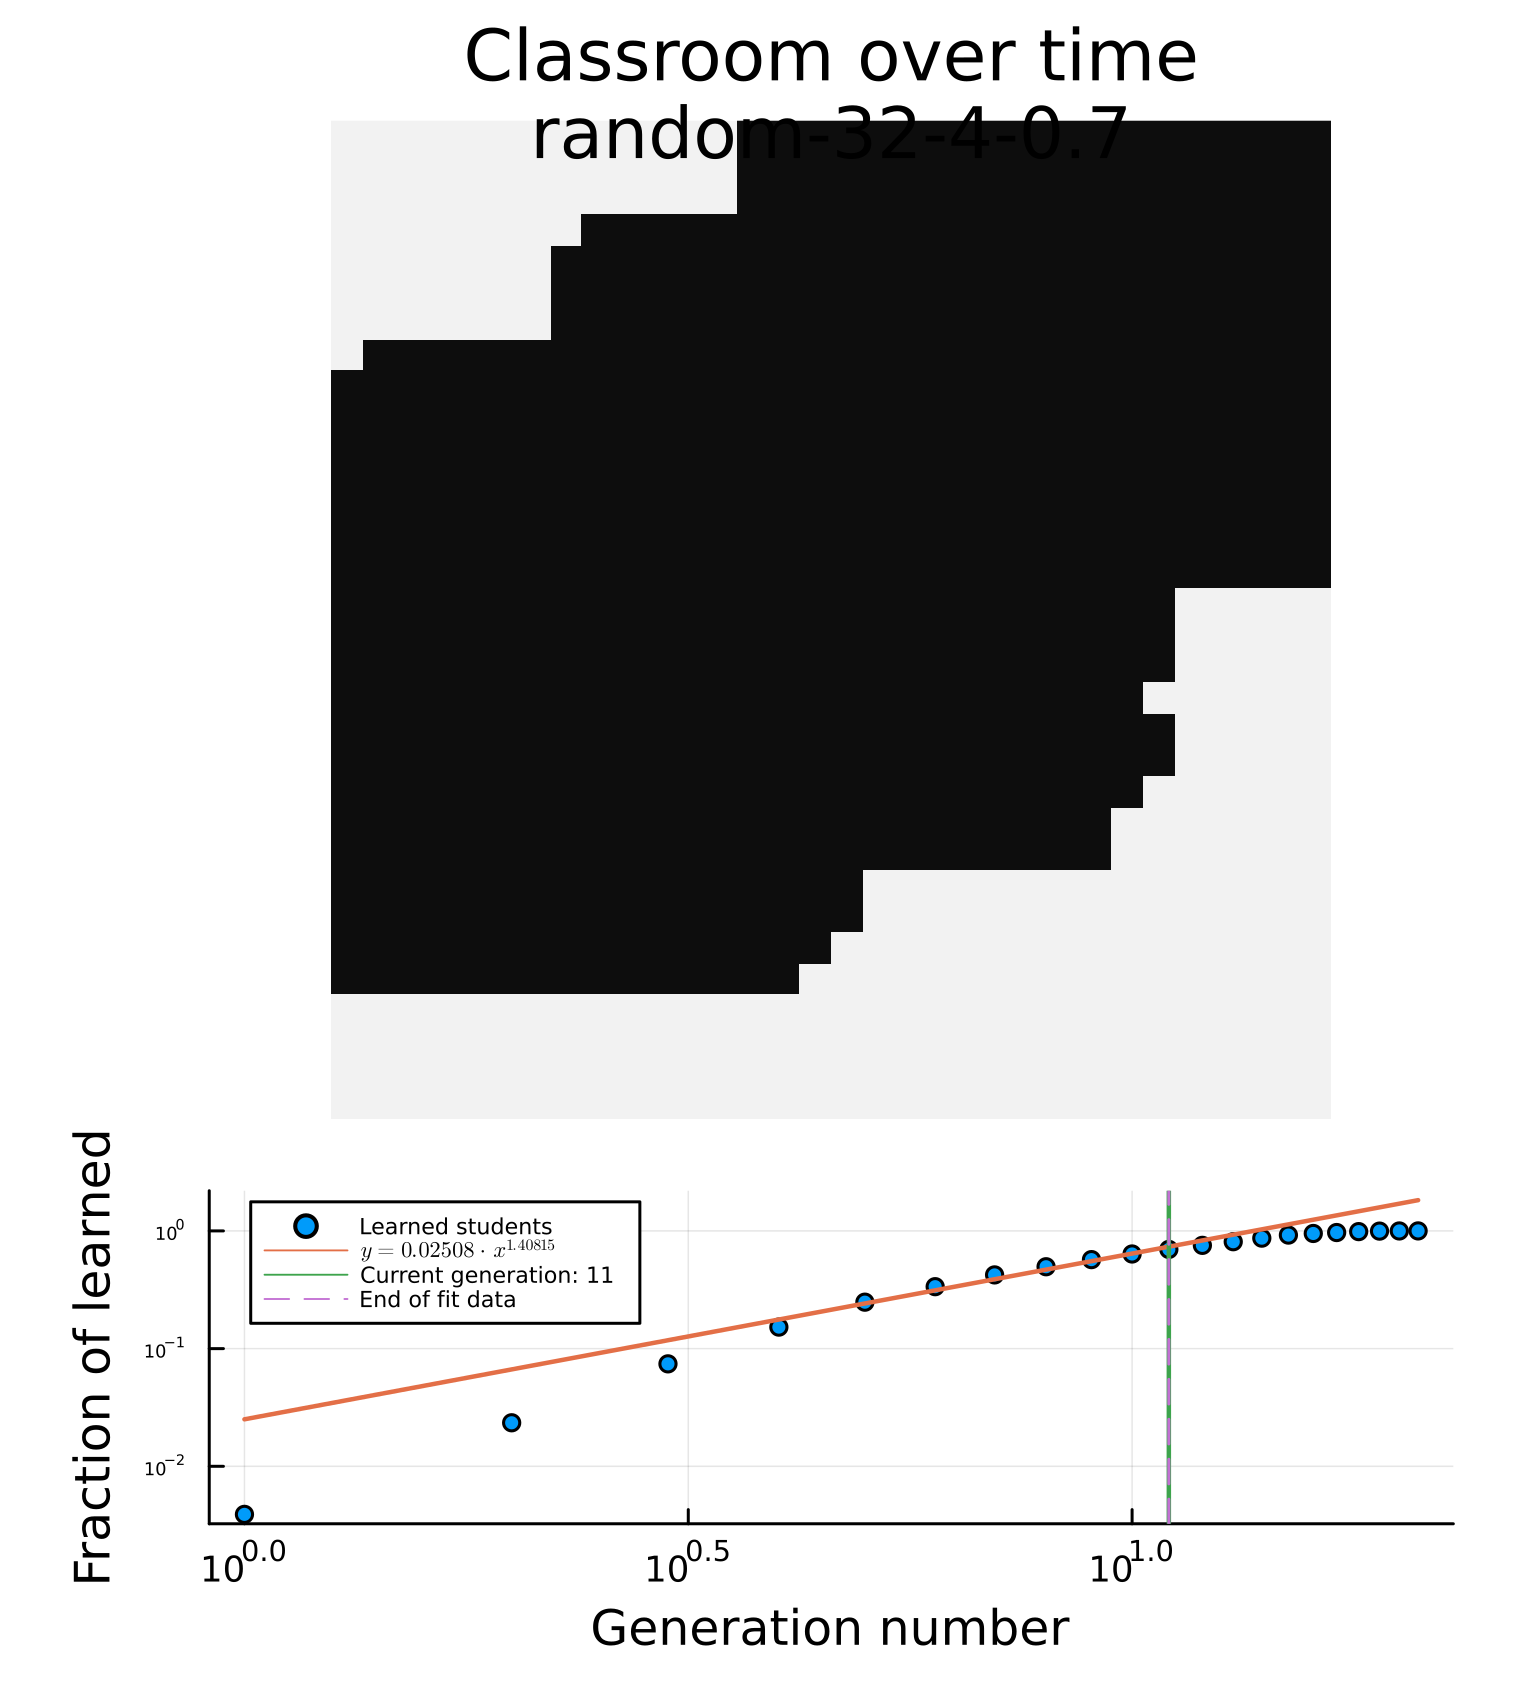 Classroom over time
random-32-4-0.7
Fraction of learned
10⁰
10⁻¹
10⁻²
Learned students
y = 0.02508 · x^1.40815
Current generation: 11
End of fit data
10^0.0
10^0.5
10^1.0
Generation number